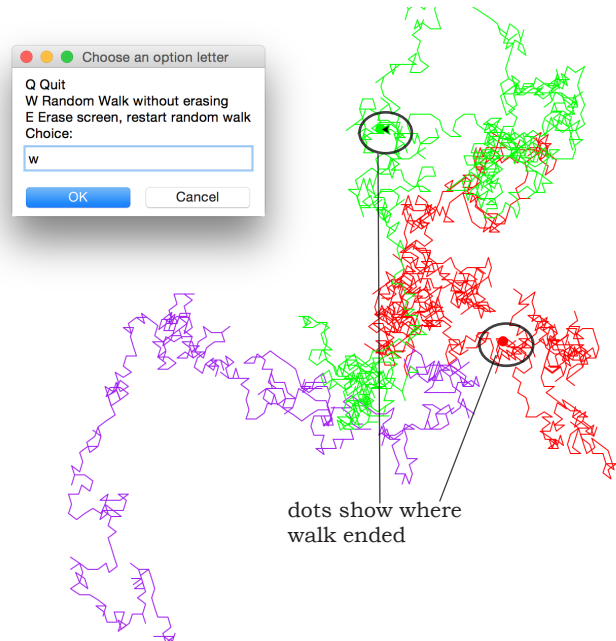 Choose an option letter
Q Quit
W Random Walk without erasing
E Erase screen, restart random walk
Choice:
w
OK
Cancel
dots show where
walk ended